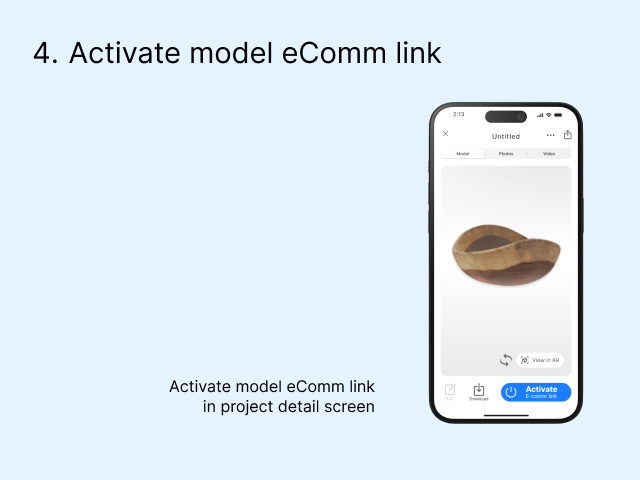 4. Activate model eComm link
2:13
Untitled
Model Photos Video
View in AR
Edit Download
Activate
E-comm link
Activate model eComm link
in project detail screen